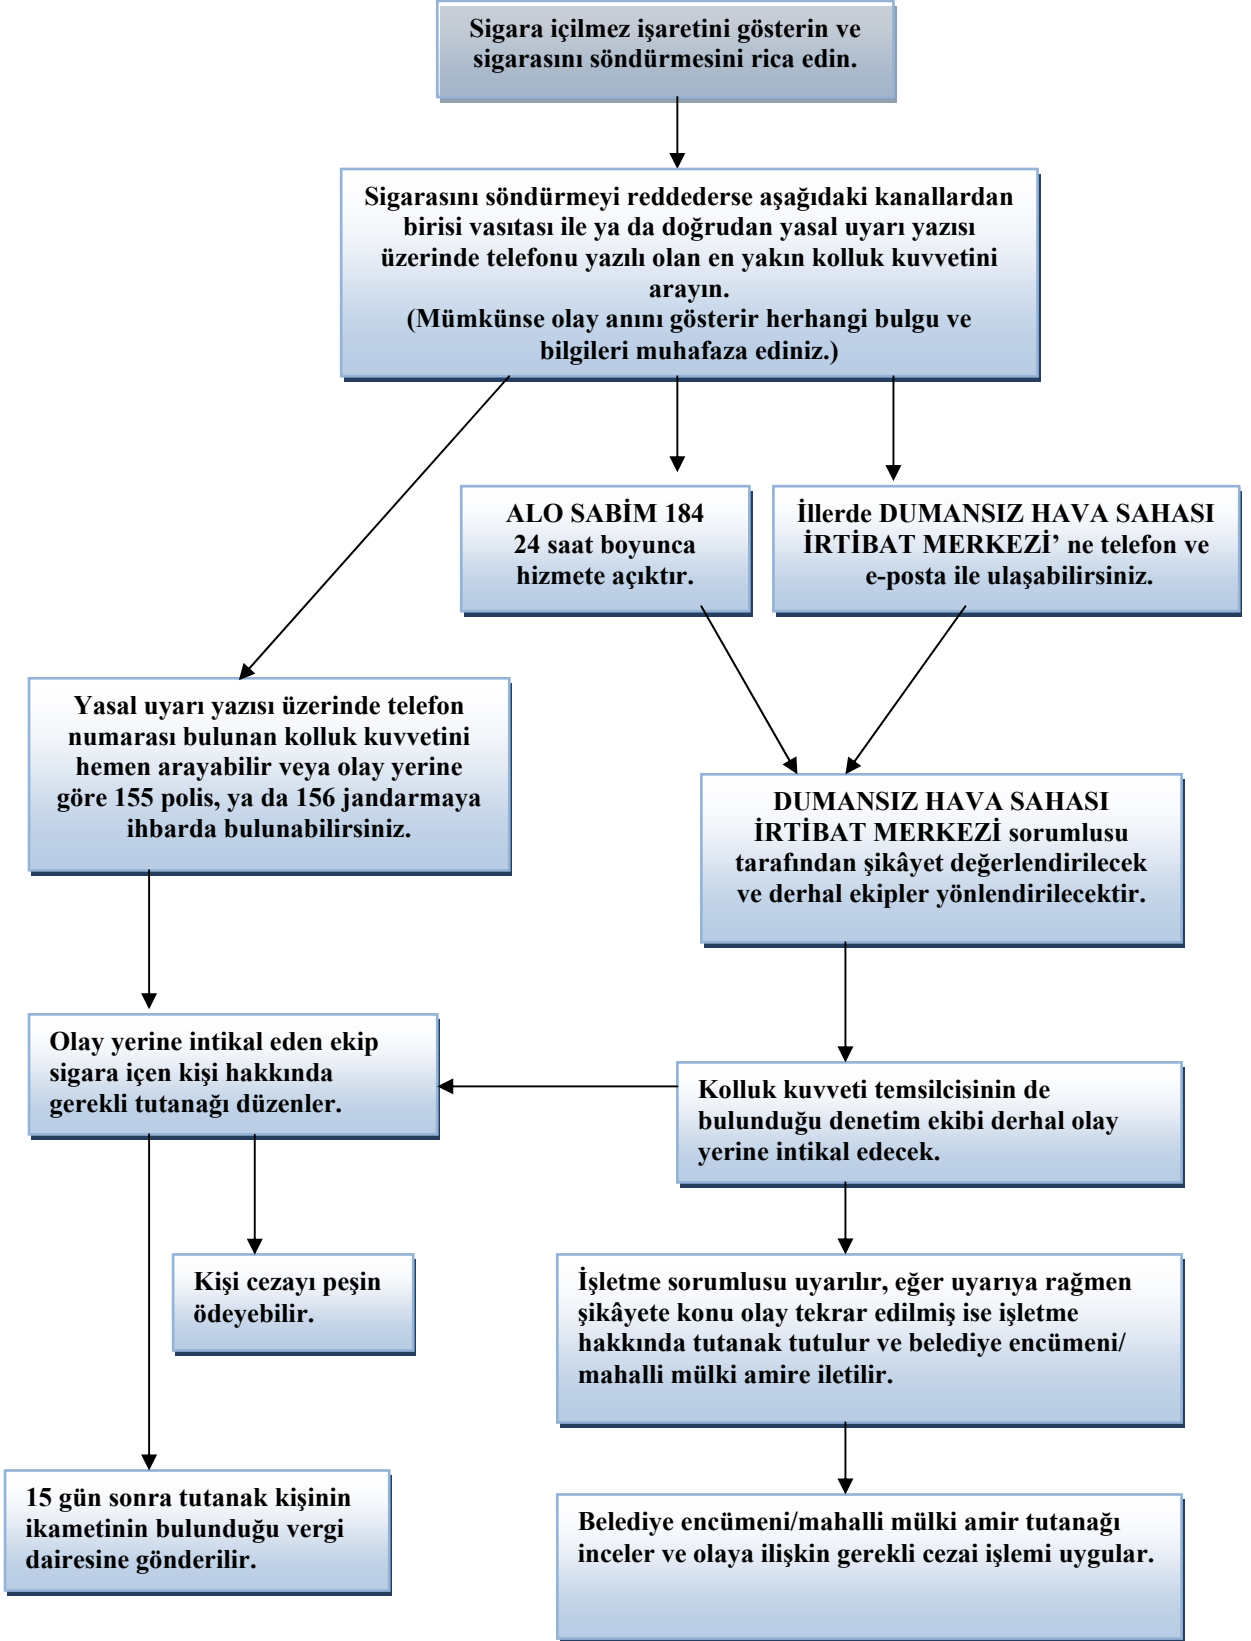 Sigara içilmez işaretini gösterin ve
sigarasını söndürmesini rica edin.
Sigarasını söndürmeyi reddederse aşağıdaki kanallardan
birisi vasıtası ile ya da doğrudan yasal uyarı yazısı
üzerinde telefonu yazılı olan en yakın kolluk kuvvetini
arayın.
(Mümkünse olay anını gösterir herhangi bulgu ve
bilgileri muhafaza ediniz.)
ALO SABİM 184
24 saat boyunca
hizmete açıktır.
İllerde DUMANSIZ HAVA SAHASI
İRTİBAT MERKEZİ’ ne telefon ve
e-posta ile ulaşabilirsiniz.
Yasal uyarı yazısı üzerinde telefon
numarası bulunan kolluk kuvvetini
hemen arayabilir veya olay yerine
göre 155 polis, ya da 156 jandarmaya
ihbarda bulunabilirsiniz.
DUMANSIZ HAVA SAHASI
İRTİBAT MERKEZİ sorumlusu
tarafından şikâyet değerlendirilecek
ve derhal ekipler yönlendirilecektir.
Olay yerine intikal eden ekip
sigara içen kişi hakkında
gerekli tutanağı düzenler.
Kolluk kuvveti temsilcisinin de
bulunduğu denetim ekibi derhal olay
yerine intikal edecek.
Kişi cezayı peşin
ödeyebilir.
İşletme sorumlusu uyarılır, eğer uyarıya rağmen
şikâyete konu olay tekrar edilmiş ise işletme
hakkında tutanak tutulur ve belediye encümeni/
mahalli mülki amire iletilir.
15 gün sonra tutanak kişinin
ikametinin bulunduğu vergi
dairesine gönderilir.
Belediye encümeni/mahalli mülki amir tutanağı
inceler ve olaya ilişkin gerekli cezai işlemi uygular.